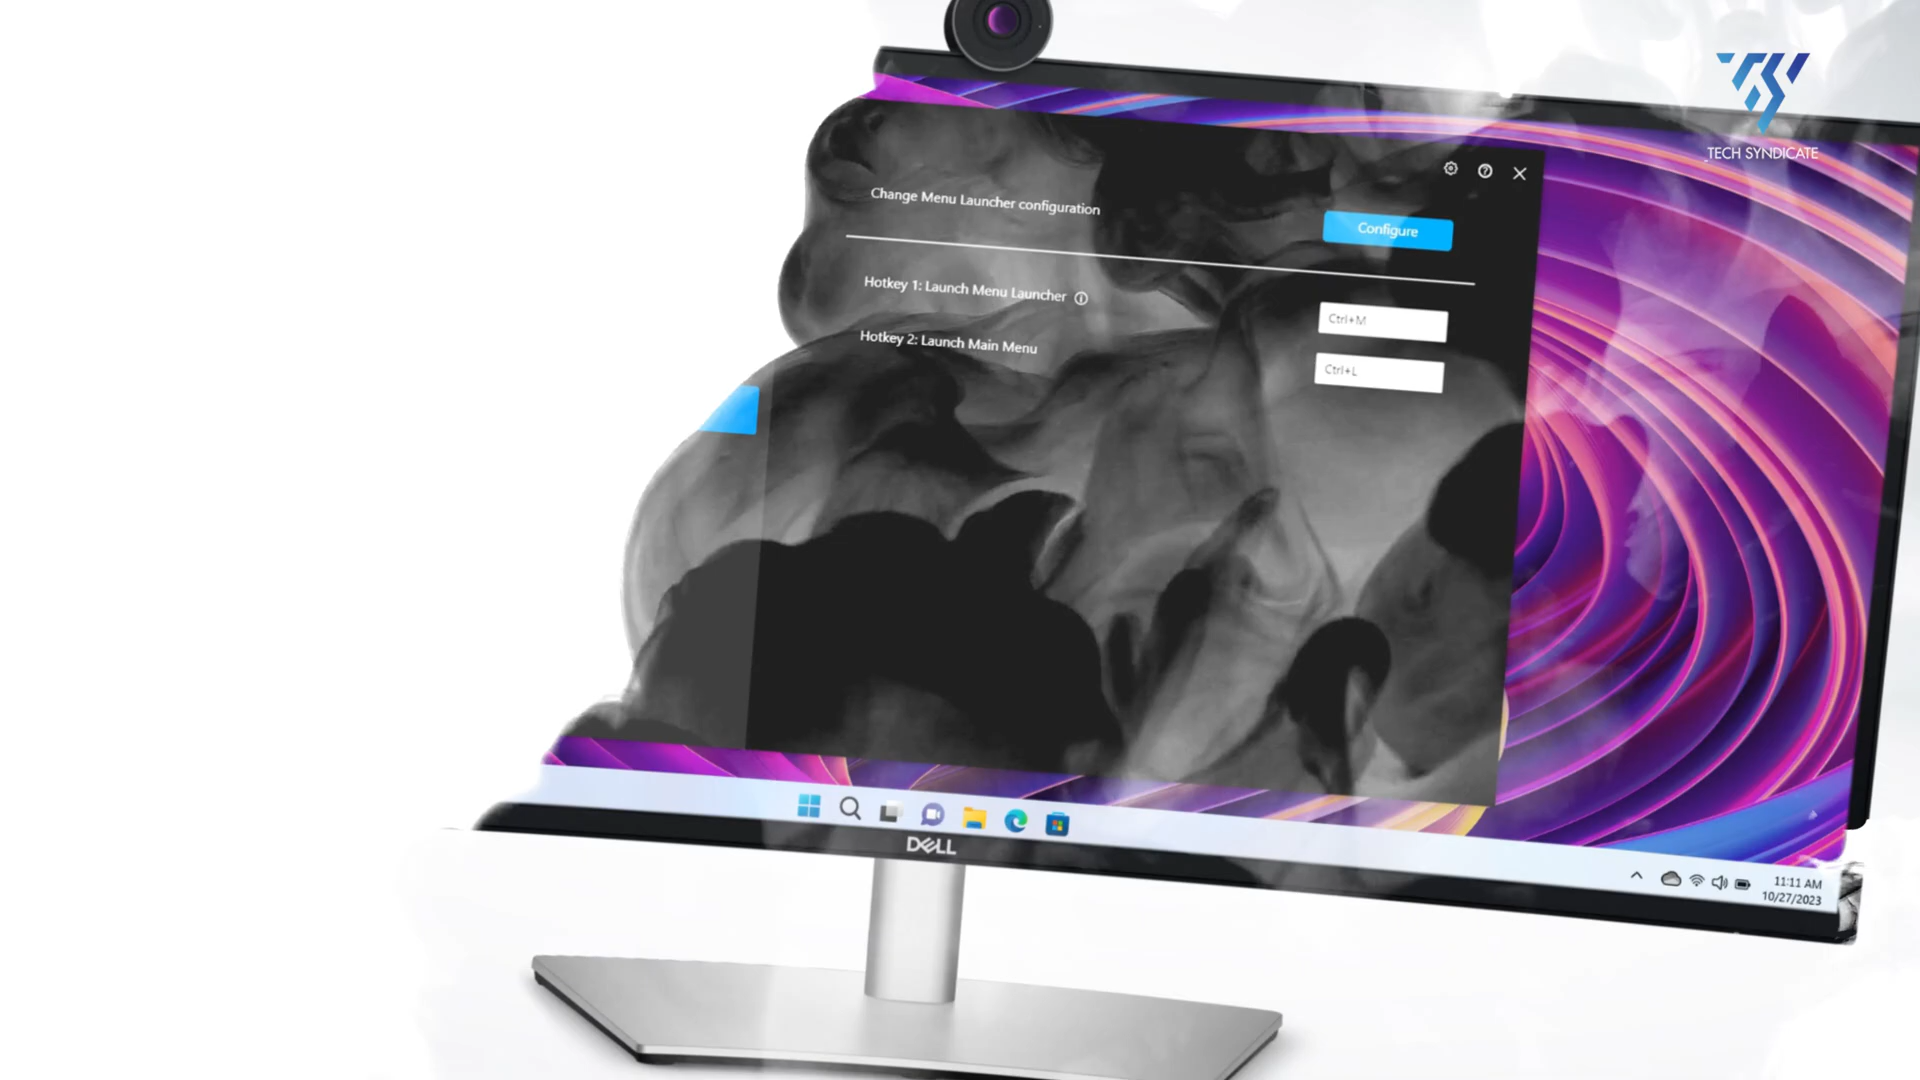 TECH SYNDICATE
Change Menu Launcher configuration
Configure
Hotkey 1: Launch Menu Launcher
Ctrl+M
Hotkey 2: Launch Main Menu
Ctrl+L
DELL
11:11 AM
10/27/2023